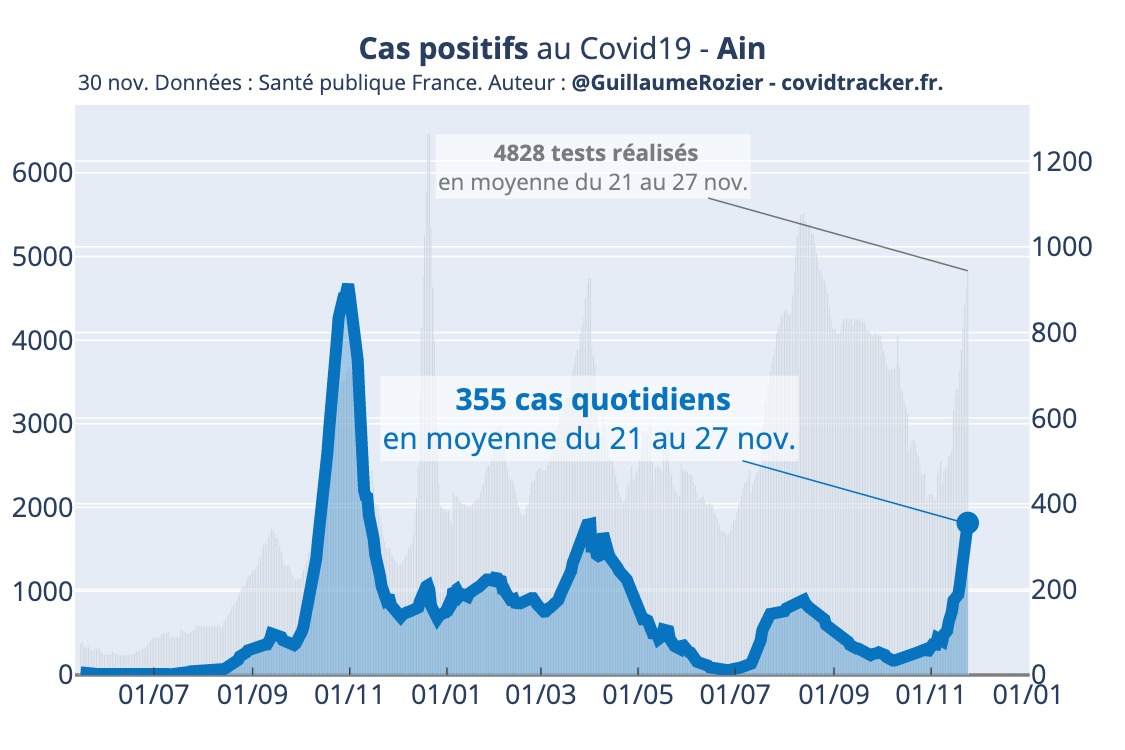 Cas positifs au Covid19 - Ain
30 nov. Données : Santé publique France. Auteur : @GuillaumeRozier - covidtracker.fr.
4828 tests réalisés
en moyenne du 21 au 27 nov.
355 cas quotidiens
en moyenne du 21 au 27 nov.
6000
5000
4000
3000
2000
1000
0
1200
1000
800
600
400
200
0
01/07 01/09 01/11 01/01 01/03 01/05 01/07 01/09 01/11 01/01